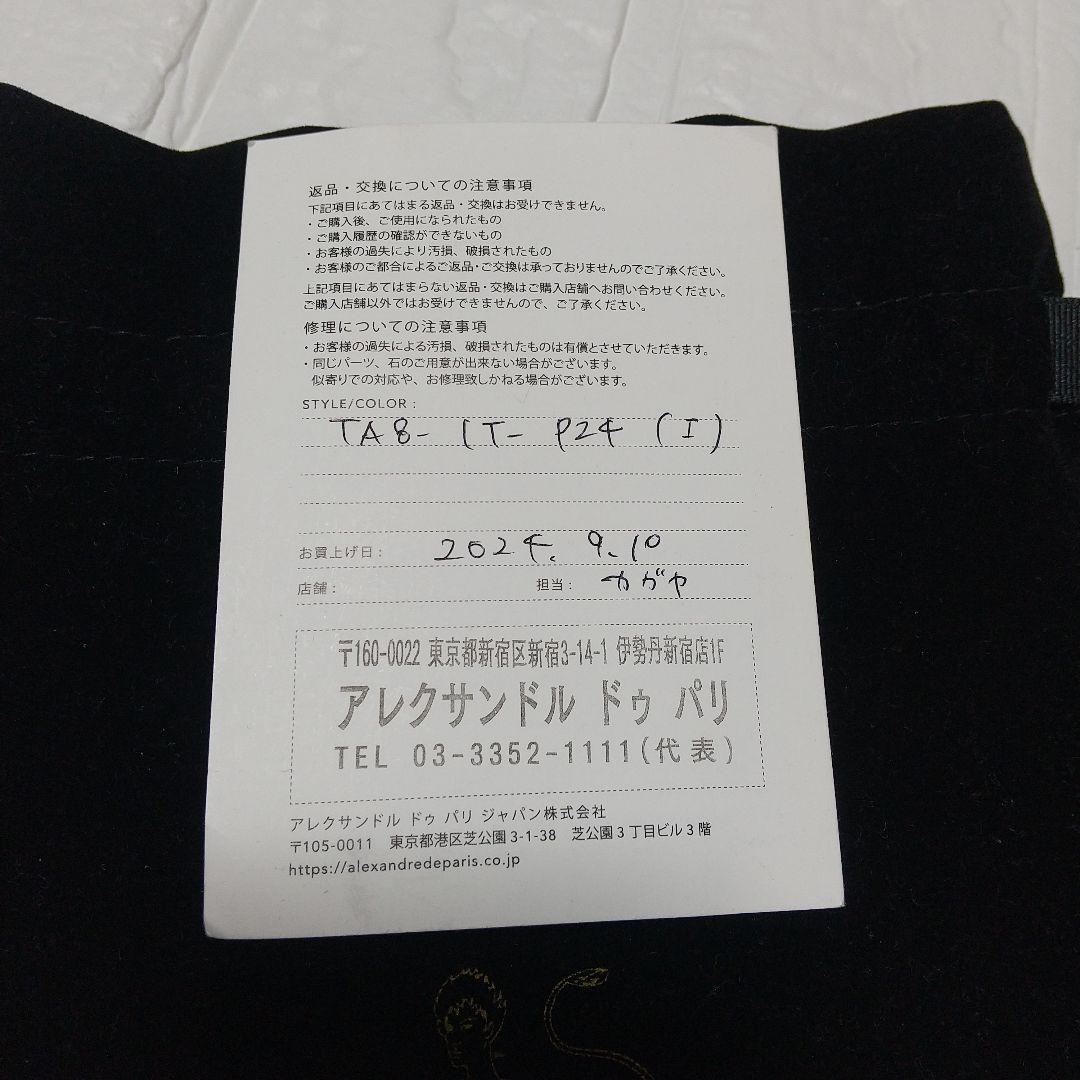 返品・交換についての注意事項
下記項目にあてはまる返品・交換はお受けできません。
・ご購入後、ご使用になられたもの
・ご購入履歴の確認ができないもの
・お客様の過失により汚損、破損されたもの
・お客様のご都合によるご返品・ご交換は承っておりませんのでご了承ください。
上記項目にあてはまらない返品・交換はご購入店舗へお問い合わせください。
ご購入店舗以外ではお受けできませんので、ご了承ください。
修理についての注意事項
・お客様の過失による汚損、破損されたものは有償とさせていただきます。
・同じパーツ、石のご用意が出来ない場合がございます。
似寄りでの対応や、お修理致しかねる場合がございます。
STYLE/COLOR :
TA8-1T-P24 (I)
お買上げ日 : 2024. 9. 10
店舗 : 担当 : カガヤ
〒160-0022 東京都新宿区新宿3-14-1 伊勢丹新宿店1F
アレクサンドル ドゥ パリ
TEL 03-3352-1111(代表)
アレクサンドル ドゥ パリ ジャパン株式会社
〒105-0011 東京都港区芝公園 3-1-38 芝公園 3 丁目ビル 3 階
https://alexandredeparis.co.jp